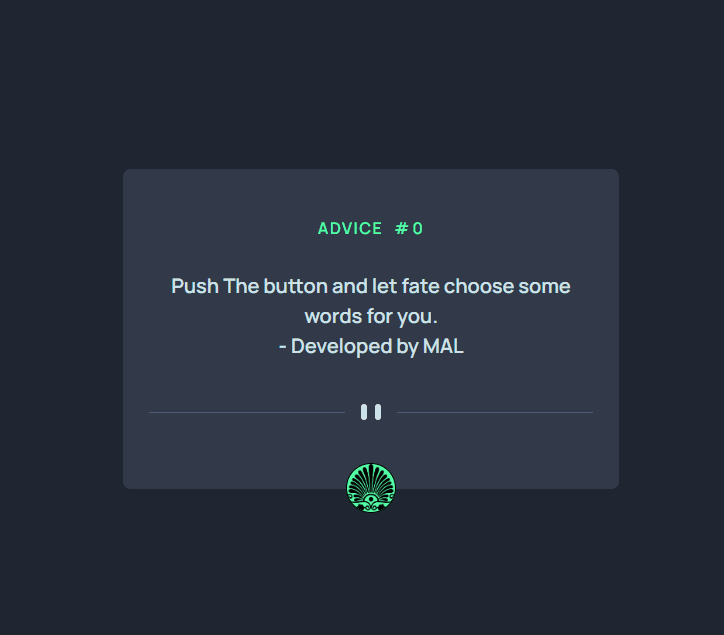 ADVICE #0
Push The button and let fate choose some
words for you.
- Developed by MAL